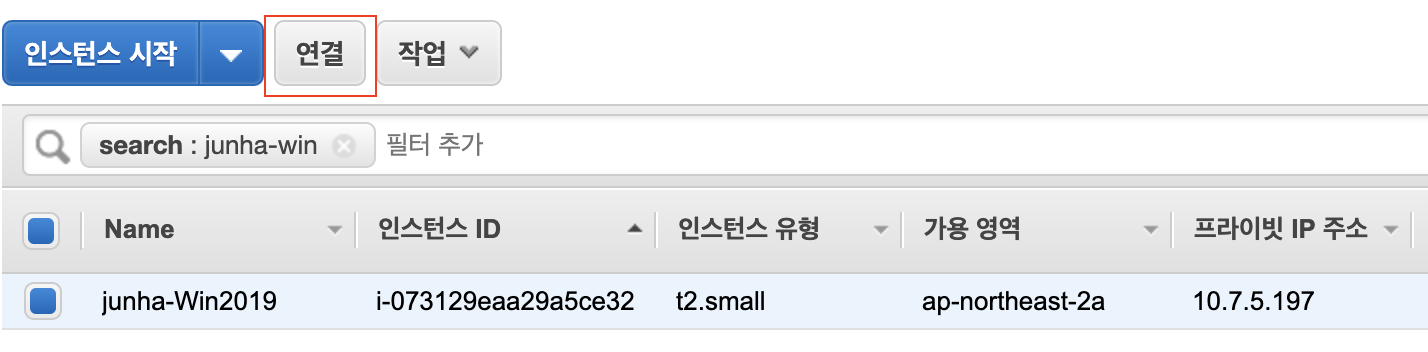 인스턴스 시작 연결 작업
search : junha-win 필터 추가
Name 인스턴스 ID 인스턴스 유형 가용 영역 프라이빗 IP 주소
junha-Win2019 i-073129eaa29a5ce32 t2.small ap-northeast-2a 10.7.5.197